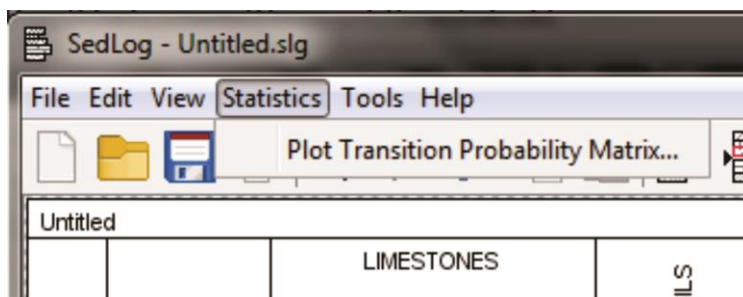 SedLog - Untitled.slg
File Edit View Statistics Tools Help
Plot Transition Probability Matrix...
Untitled
LIMESTONES